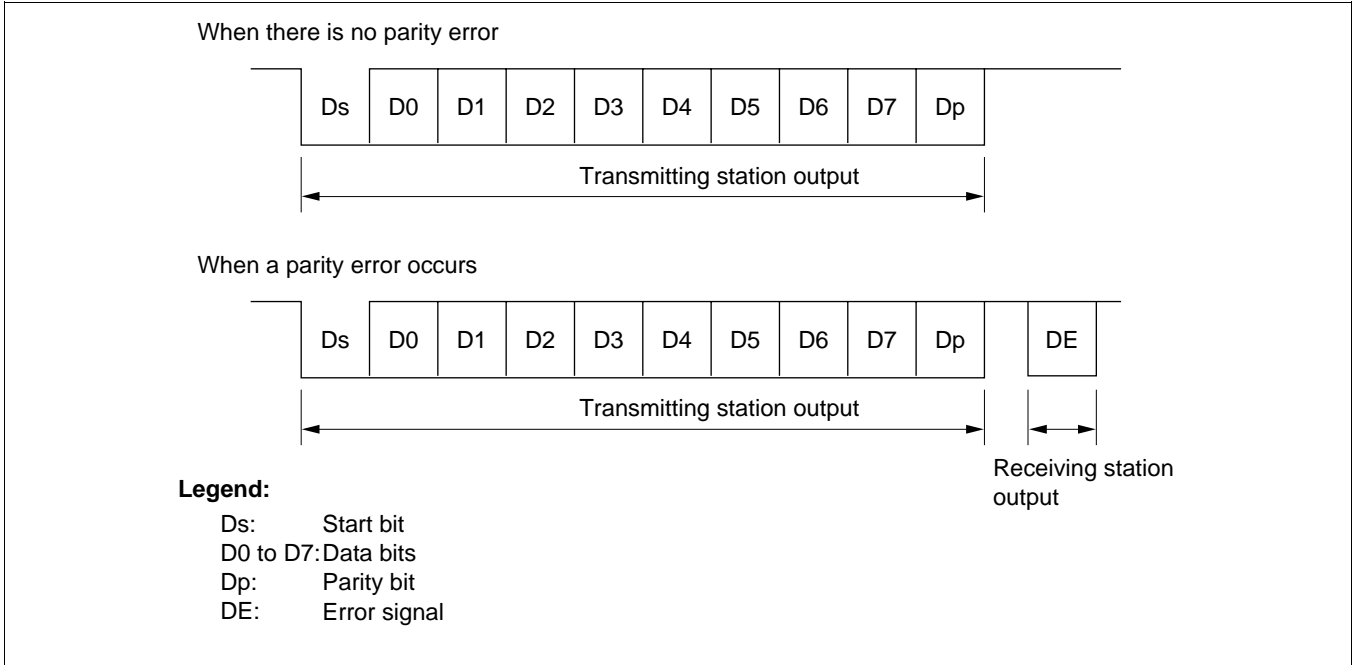 When there is no parity error
Ds D0 D1 D2 D3 D4 D5 D6 D7 Dp
Transmitting station output
When a parity error occurs
Ds D0 D1 D2 D3 D4 D5 D6 D7 Dp DE
Transmitting station output
Receiving station
output
Legend:
Ds: Start bit
D0 to D7: Data bits
Dp: Parity bit
DE: Error signal